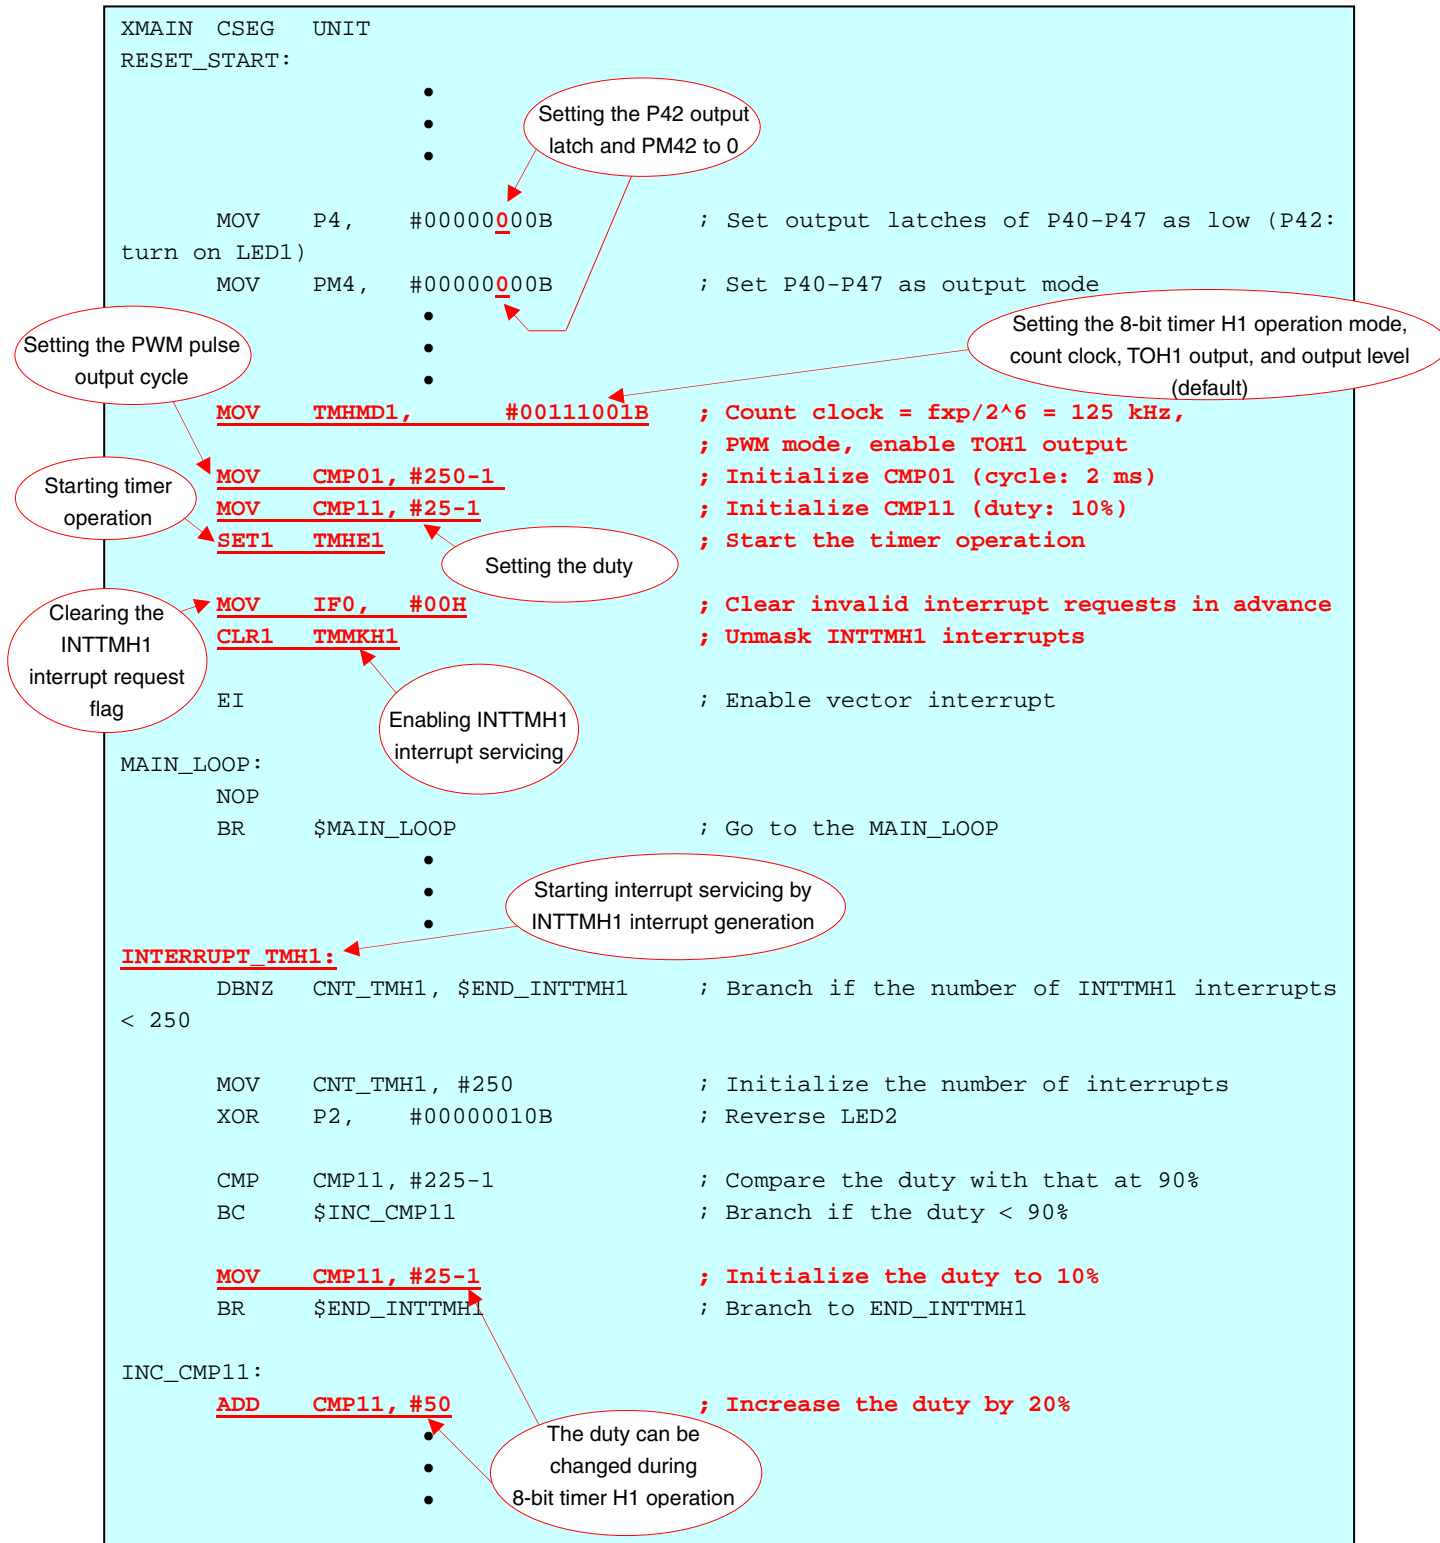 XMAIN CSEG UNIT
RESET_START:
•
•
•
Setting the P42 output
latch and PM42 to 0
MOV P4, #00000000B ; Set output latches of P40-P47 as low (P42:
turn on LED1)
MOV PM4, #00000000B ; Set P40-P47 as output mode
•
•
•
Setting the PWM pulse
output cycle
Setting the 8-bit timer H1 operation mode,
count clock, TOH1 output, and output level
(default)
MOV TMHMD1, #00111001B ; Count clock = fxp/2^6 = 125 kHz,
; PWM mode, enable TOH1 output
MOV CMP01, #250-1 ; Initialize CMP01 (cycle: 2 ms)
Starting timer
operation
MOV CMP11, #25-1 ; Initialize CMP11 (duty: 10%)
SET1 TMHE1 ; Start the timer operation
Setting the duty
Clearing the
INTTMH1
interrupt request
flag
MOV IF0, #00H ; Clear invalid interrupt requests in advance
CLR1 TMMKH1 ; Unmask INTTMH1 interrupts
EI ; Enable vector interrupt
Enabling INTTMH1
interrupt servicing
MAIN_LOOP:
NOP
BR $MAIN_LOOP ; Go to the MAIN_LOOP
•
•
•
Starting interrupt servicing by
INTTMH1 interrupt generation
INTERRUPT_TMH1:
DBNZ CNT_TMH1, $END_INTTMH1 ; Branch if the number of INTTMH1 interrupts
< 250
MOV CNT_TMH1, #250 ; Initialize the number of interrupts
XOR P2, #00000010B ; Reverse LED2
CMP CMP11, #225-1 ; Compare the duty with that at 90%
BC $INC_CMP11 ; Branch if the duty < 90%
MOV CMP11, #25-1 ; Initialize the duty to 10%
BR $END_INTTMH1 ; Branch to END_INTTMH1
INC_CMP11:
ADD CMP11, #50 ; Increase the duty by 20%
•
•
•
The duty can be
changed during
8-bit timer H1 operation